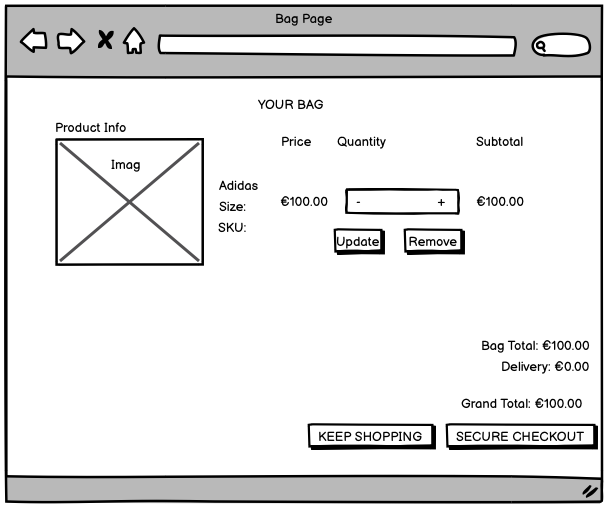 Bag Page
YOUR BAG
Product Info
Price Quantity Subtotal
Imag
Adidas
Size:
SKU:
€100.00 - + €100.00
Update Remove
Bag Total: €100.00
Delivery: €0.00
Grand Total: €100.00
KEEP SHOPPING SECURE CHECKOUT